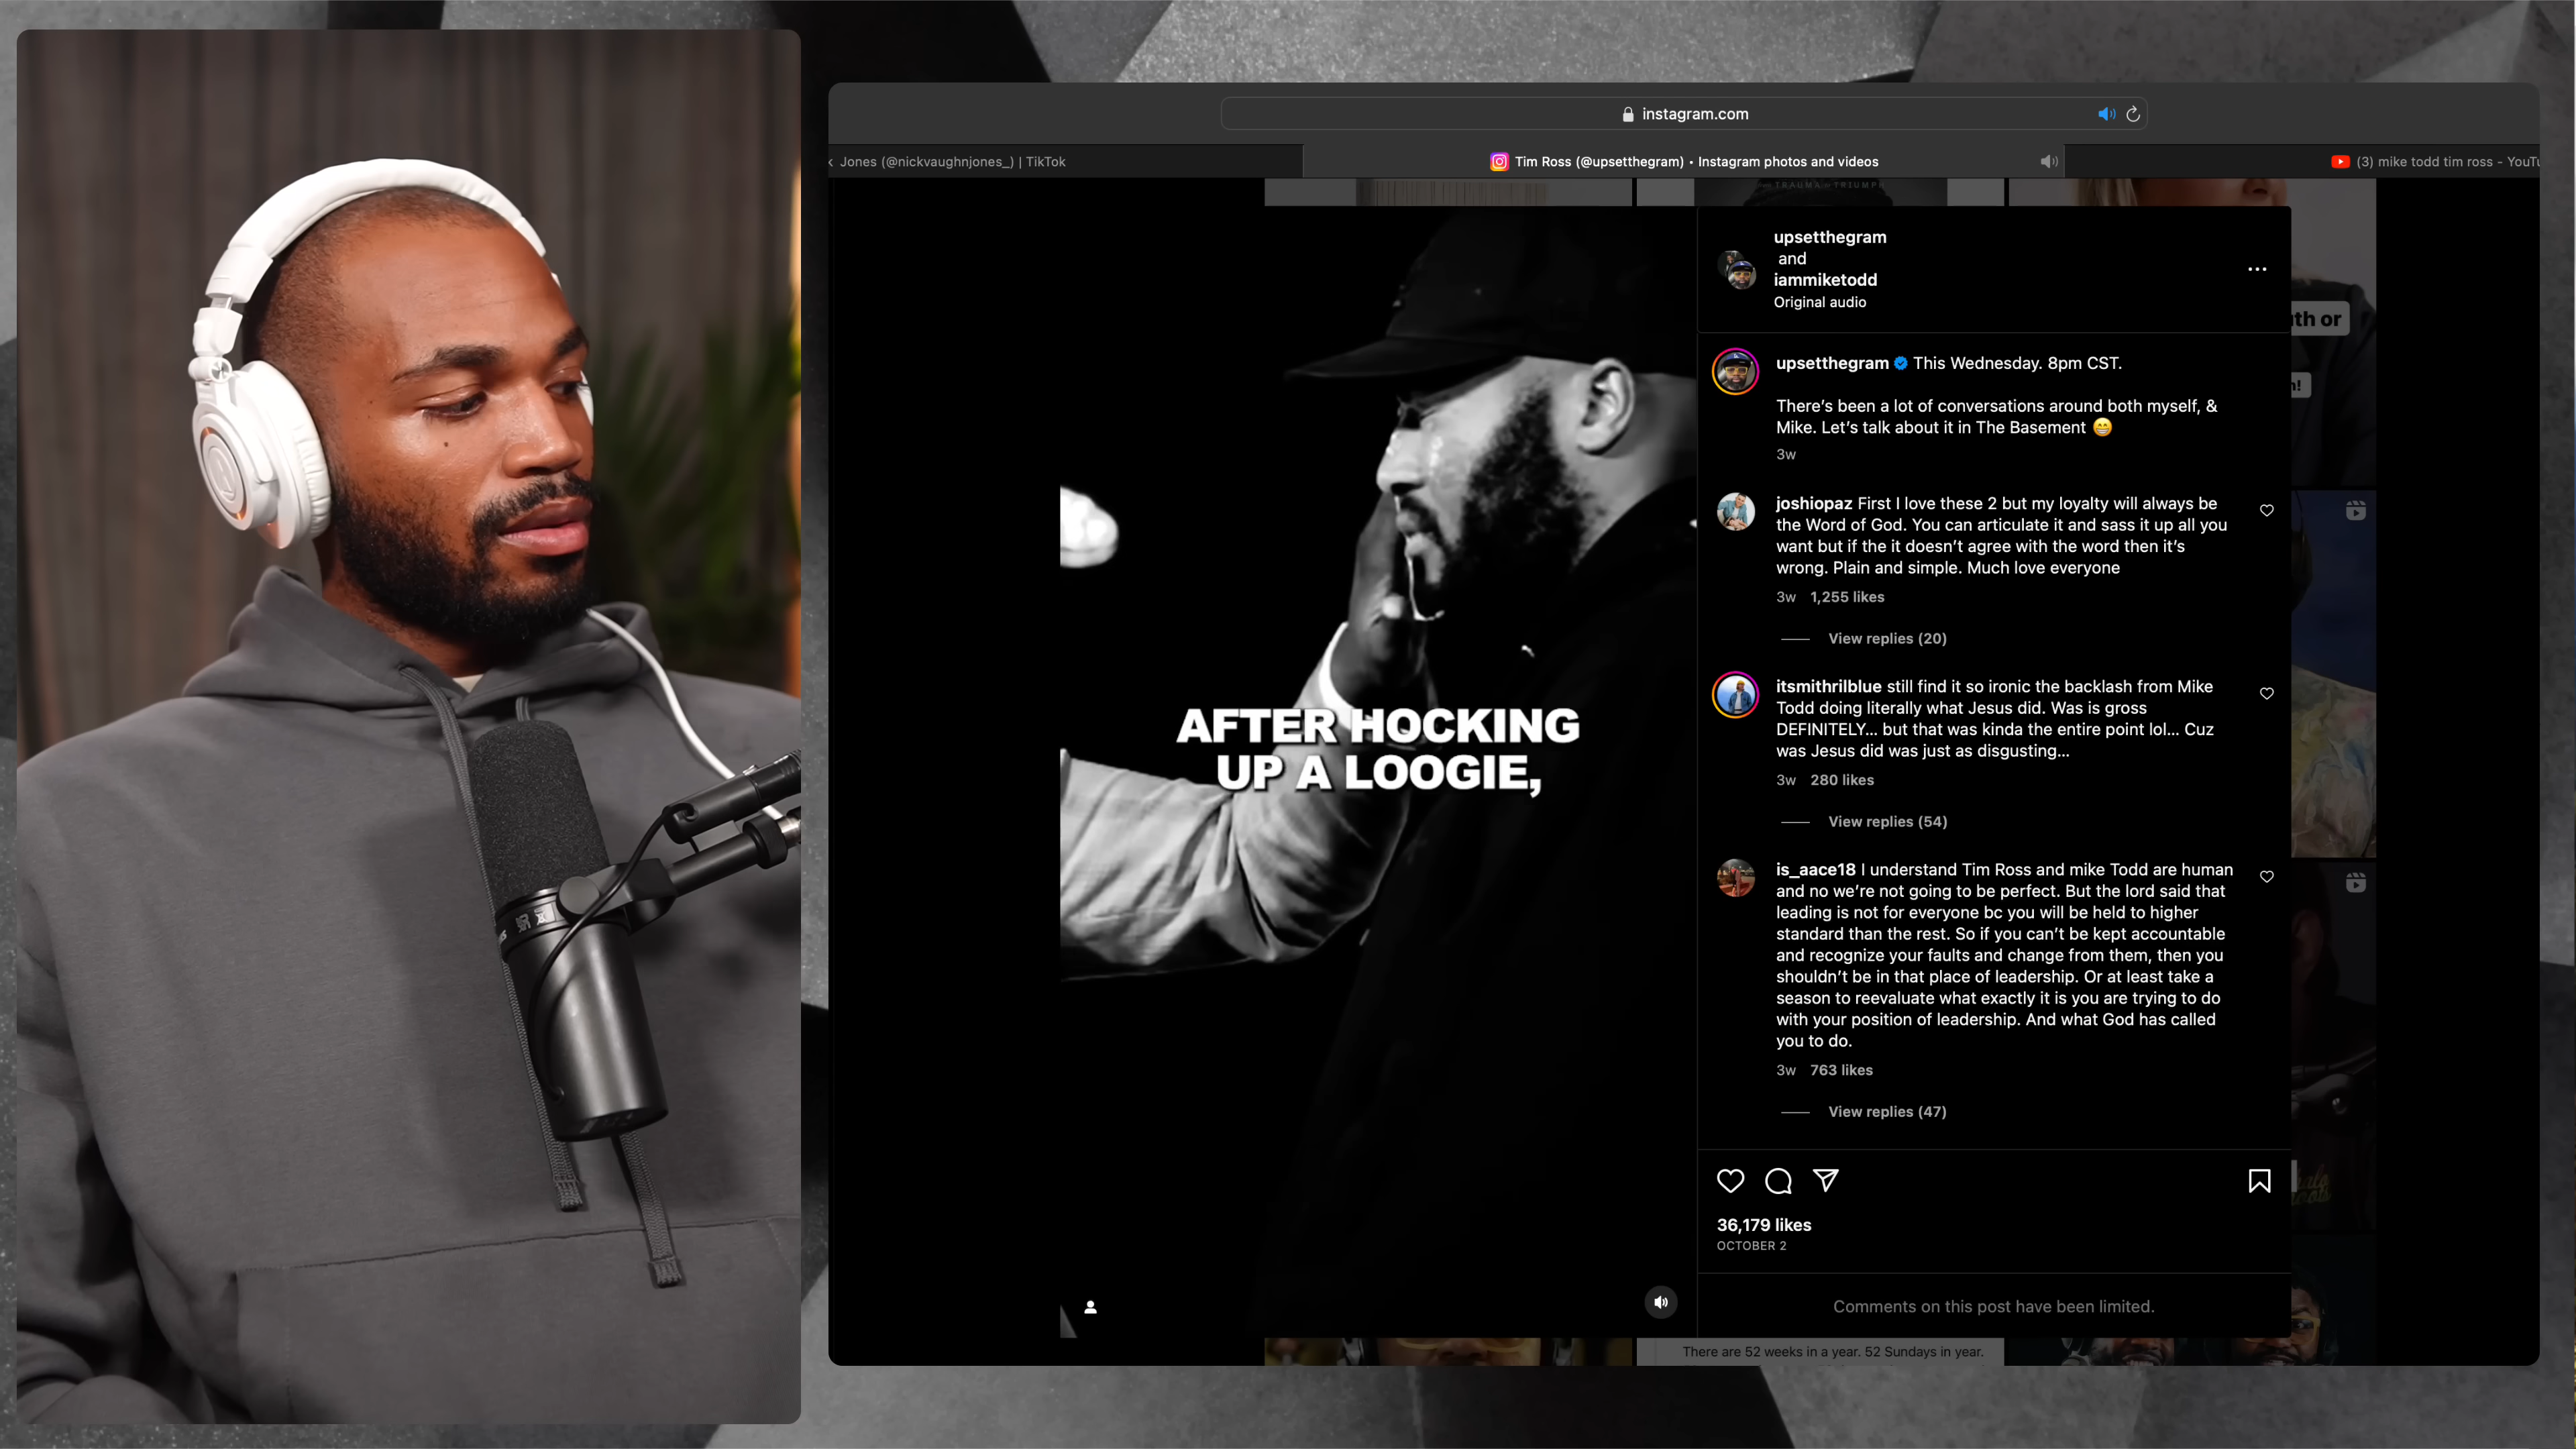 instagram.com
Jones (@nickvaughnjones_) | TikTok
Tim Ross (@upsetthegram) • Instagram photos and videos
(3) mike todd tim ross - YouTu
TRAUMA TRIUMPH
upsetthegram
and
iammiketodd
Original audio
th or
n!
upsetthegram This Wednesday. 8pm CST.
There's been a lot of conversations around both myself, &
Mike. Let's talk about it in The Basement 😁
3w
joshiopaz First I love these 2 but my loyalty will always be
the Word of God. You can articulate it and sass it up all you
want but if the it doesn't agree with the word then it's
wrong. Plain and simple. Much love everyone
3w 1,255 likes
View replies (20)
itsmithrilblue still find it so ironic the backlash from Mike
Todd doing literally what Jesus did. Was is gross
DEFINITELY... but that was kinda the entire point lol... Cuz
was Jesus did was just as disgusting...
3w 280 likes
View replies (54)
is_aace18 I understand Tim Ross and mike Todd are human
and no we're not going to be perfect. But the lord said that
leading is not for everyone bc you will be held to higher
standard than the rest. So if you can't be kept accountable
and recognize your faults and change from them, then you
shouldn't be in that place of leadership. Or at least take a
season to reevaluate what exactly it is you are trying to do
with your position of leadership. And what God has called
you to do.
3w 763 likes
View replies (47)
36,179 likes
OCTOBER 2
Comments on this post have been limited.
AFTER HOCKING
UP A LOOGIE,
There are 52 weeks in a year. 52 Sundays in year.